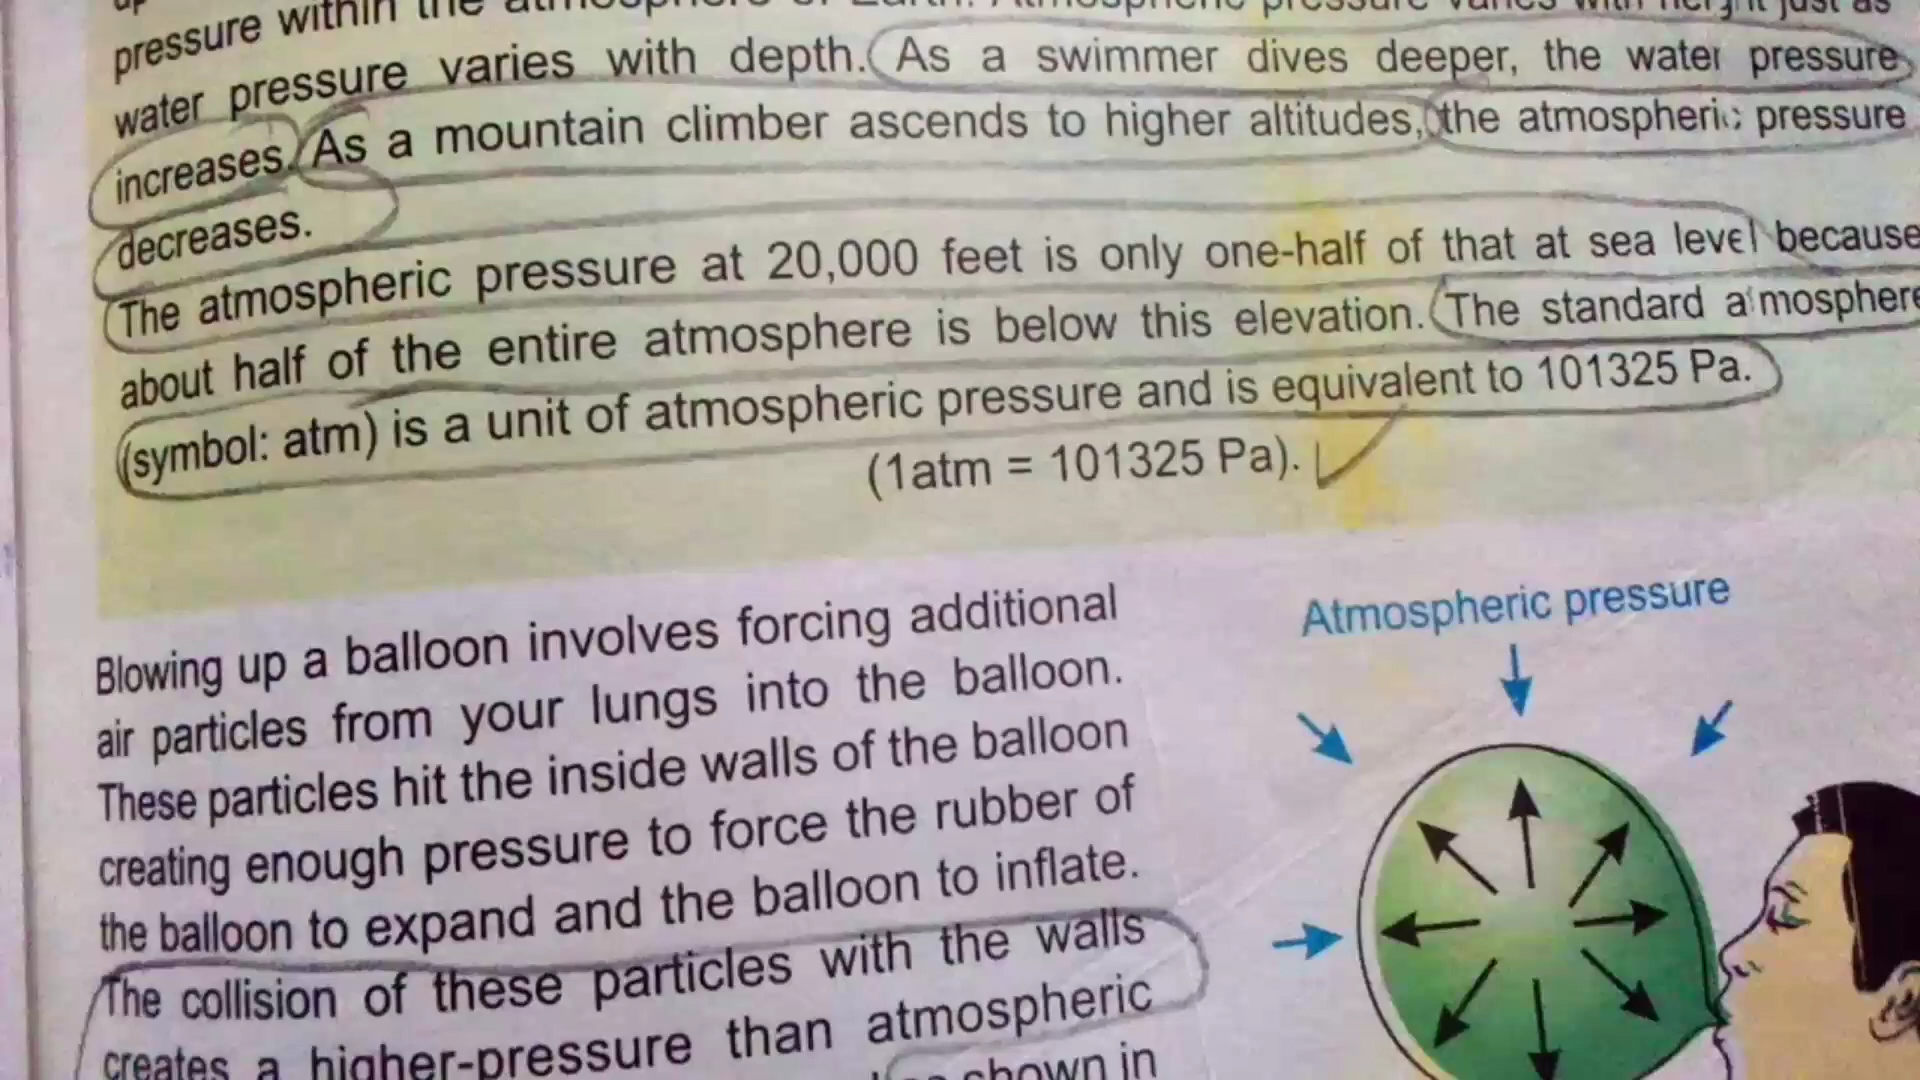 pressure within the atmosphere of Earth. Atmospheric pressure varies with height just as
water pressure varies with depth. As a swimmer dives deeper, the water pressure
increases. As a mountain climber ascends to higher altitudes, the atmospheric pressure
decreases.
The atmospheric pressure at 20,000 feet is only one-half of that at sea level because
about half of the entire atmosphere is below this elevation. The standard atmosphere
(symbol: atm) is a unit of atmospheric pressure and is equivalent to 101325 Pa.
(1atm = 101325 Pa).
Blowing up a balloon involves forcing additional
air particles from your lungs into the balloon.
These particles hit the inside walls of the balloon
creating enough pressure to force the rubber of
the balloon to expand and the balloon to inflate.
The collision of these particles with the walls
creates a higher-pressure than atmospheric
shown in
Atmospheric pressure